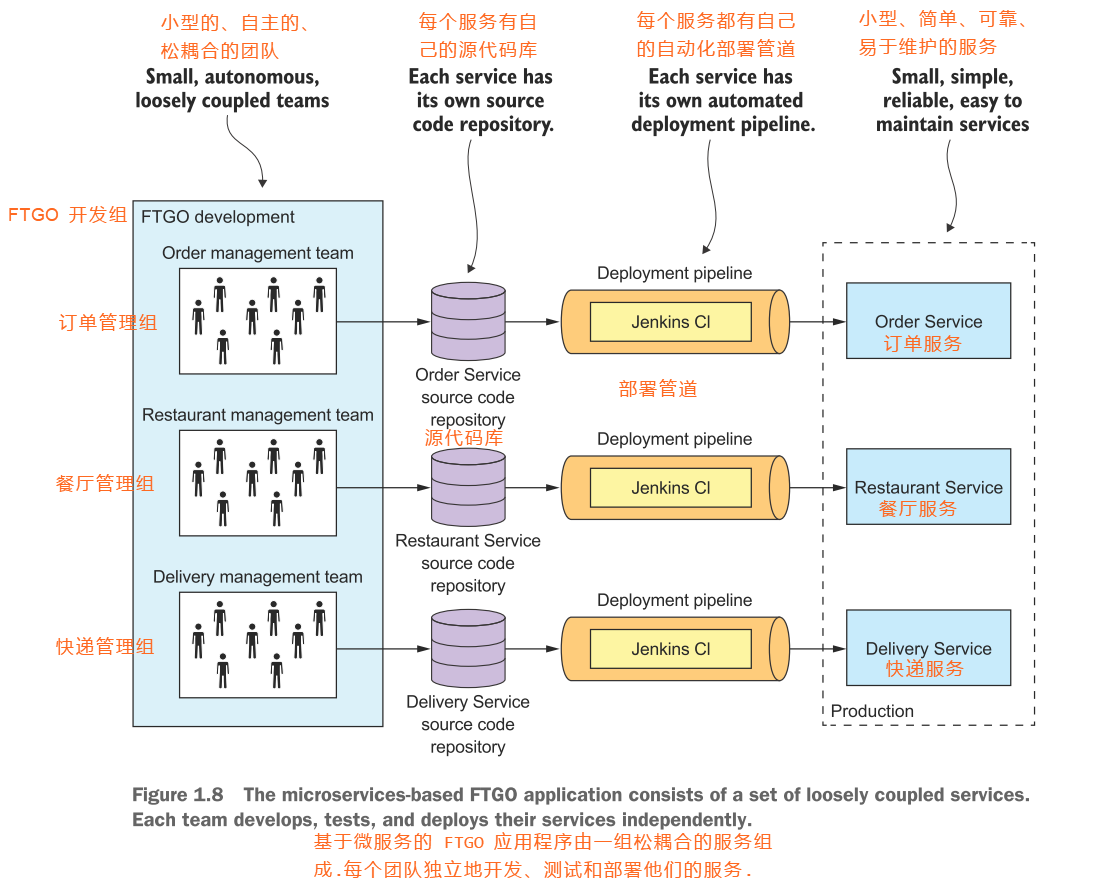 小型的、自主的、
松耦合的团队
Small, autonomous,
loosely coupled teams
每个服务有自
己的源代码库
Each service has
its own source
code repository.
每个服务都有自己
的自动化部署管道
Each service has
its own automated
deployment pipeline.
小型、简单、可靠、
易于维护的服务
Small, simple,
reliable, easy to
maintain services
FTGO 开发组
FTGO development
Order management team
订单管理组
Order Service
source code
repository
源代码库
Deployment pipeline
Jenkins CI
部署管道
Order Service
订单服务
Restaurant management team
餐厅管理组
Restaurant Service
source code
repository
Deployment pipeline
Jenkins CI
Restaurant Service
餐厅服务
Delivery management team
快递管理组
Delivery Service
source code
repository
Deployment pipeline
Jenkins CI
Delivery Service
快递服务
Production
Figure 1.8 The microservices-based FTGO application consists of a set of loosely coupled services.
Each team develops, tests, and deploys their services independently.
基于微服务的 FTGO 应用程序由一组松耦合的服务组
成.每个团队独立地开发、测试和部署他们的服务.